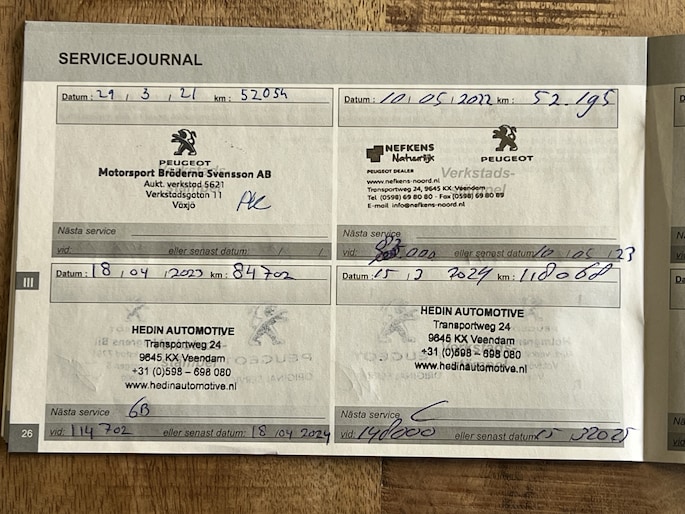 SERVICEJOURNAL
Datum : 29 , 3 , 21 km : 52054
PEUGEOT
Motorsport Bröderna Svensson AB
Aukt. verkstad 5621
Verkstadsgatan 11
Växjö
Nästa service
vid: eller senast datum: / /
Datum : 10 , 05 , 2022 km : 52.195
NEFKENS
Natuurlijk
PEUGEOT
PEUGEOT DEALER
www.nefkens-noord.nl
Transportweg 24, 9645 KX Veendam
Tel (0598) 69 80 80 - Fax (0598) 69 80 89
E-mail info@nefkens-noord.nl
Verkstads-
Nästa service
.000 eller senast datum: 10 , 05 , 23
III
Datum : 18 , 04 , 2023 km : 84702
HEDIN AUTOMOTIVE
Transportweg 24
9645 KX Veendam
+31 (0)598 – 698 080
www.hedinautomotive.nl
Nästa service 6B
vid: 114702 eller senast datum: 18 , 04 2024
Datum : 15 , 3 2024 km : 118068
HEDIN AUTOMOTIVE
Transportweg 24
9645 KX Veendam
+31 (0)598 – 698 080
www.hedinautomotive.nl
Nästa service C
vid: 148000 eller senast datum: 15 , 32025
26